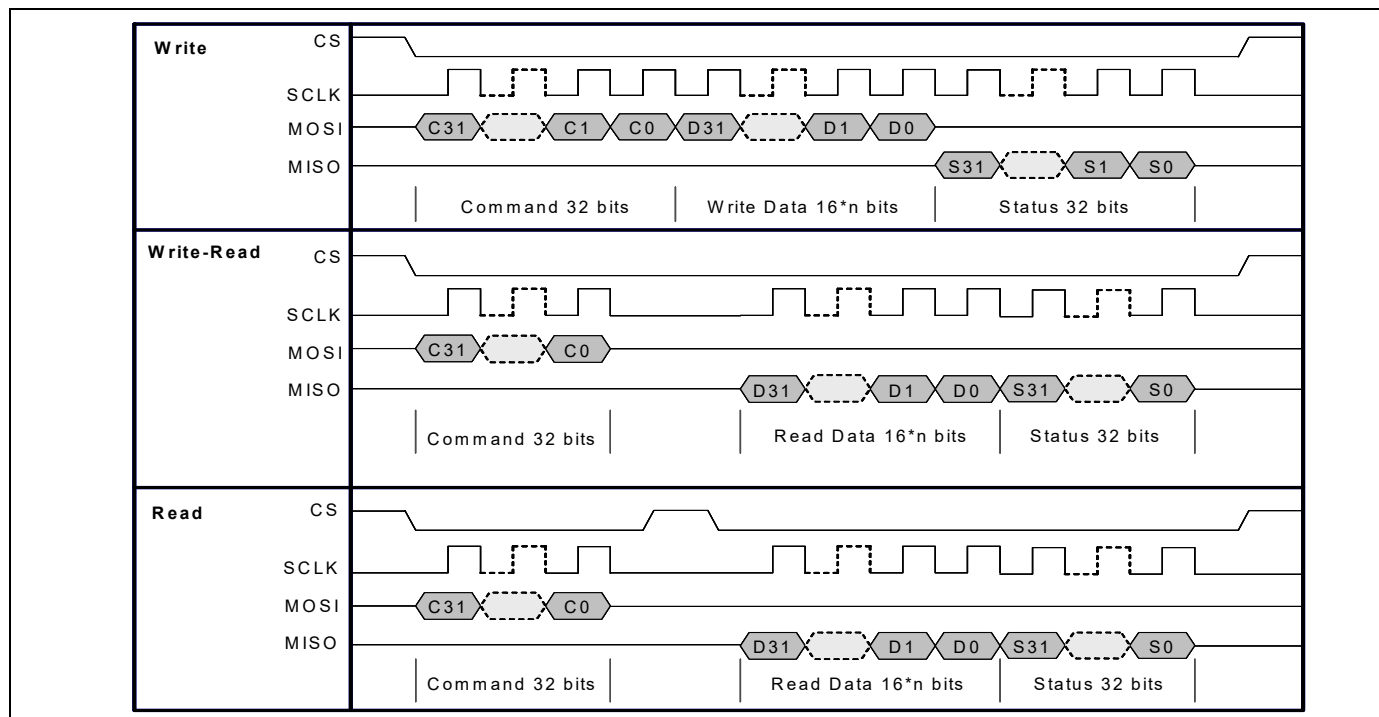 Write CS
SCLK
MOSI C31 C1 C0 D31 D1 D0
MISO S31 S1 S0
Command 32 bits Write Data 16*n bits Status 32 bits
Write-Read CS
SCLK
MOSI C31 C0
MISO D31 D1 D0 S31 S0
Command 32 bits Read Data 16*n bits Status 32 bits
Read CS
SCLK
MOSI C31 C0
MISO D31 D1 D0 S31 S0
Command 32 bits Read Data 16*n bits Status 32 bits